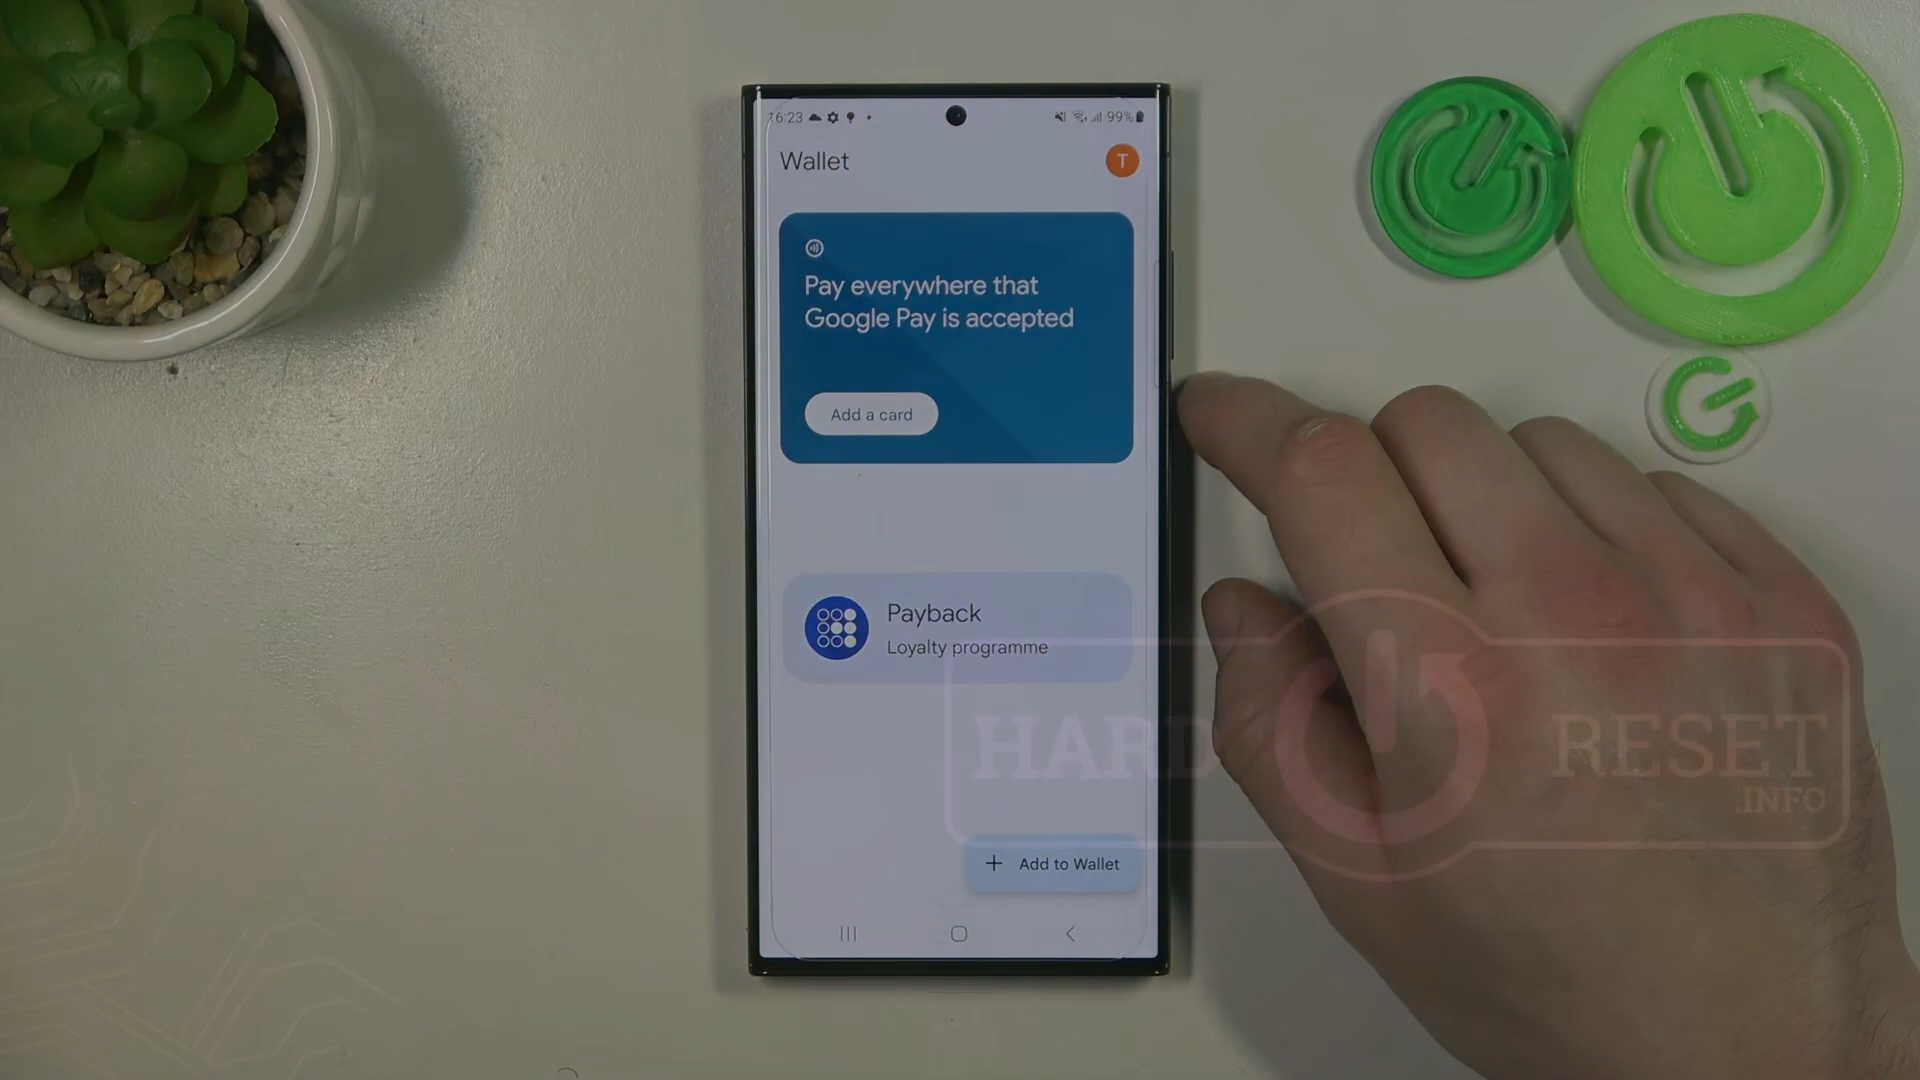 16:23
99%
Wallet
T
Pay everywhere that
Google Pay is accepted
Add a card
Payback
Loyalty programme
+ Add to Wallet
HARD RESET
.INFO